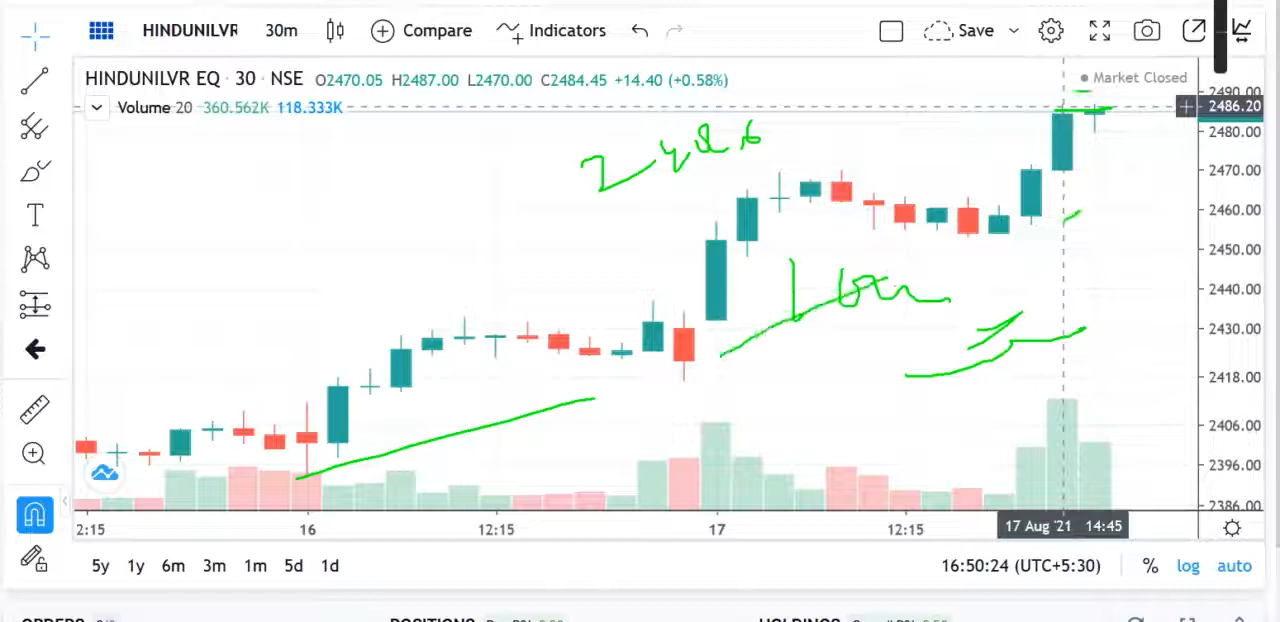 HINDUNILVR 30m Compare Indicators Save
HINDUNILVR EQ · 30 · NSE O2470.05 H2487.00 L2470.00 C2484.45 +14.40 (+0.58%)
Market Closed
Volume 20 360.562K 118.333K
2490.00
2486.20
2480.00
2486
2470.00
2460.00
2450.00
2440.00
2430.00
2418.00
2406.00
2396.00
2386.00
2:15 16 12:15 17 12:15 17 Aug '21 14:45
5y 1y 6m 3m 1m 5d 1d 16:50:24 (UTC+5:30) % log auto
ORDERS POSITIONS HOLDINGS